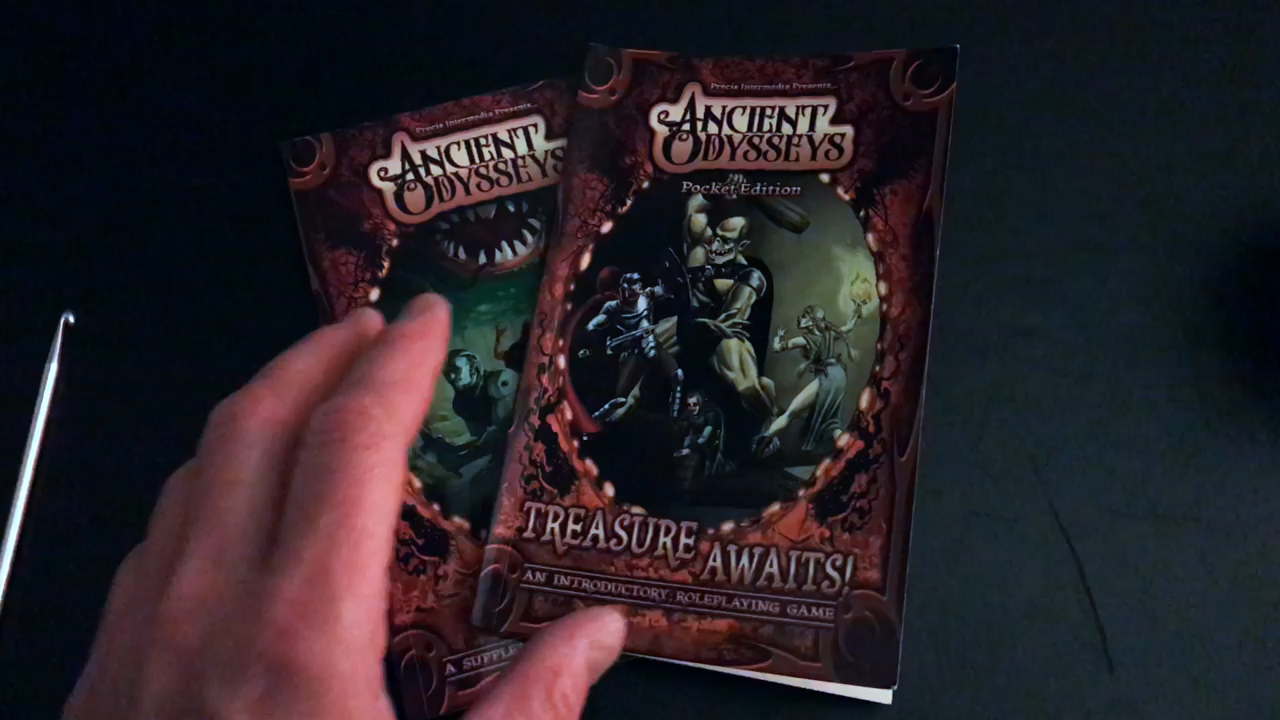 Precis Intermedia Presents...
ANCIENT
ODYSSEYS
A SUPPLE
Precis Intermedia Presents...
ANCIENT
ODYSSEYS
Pocket Edition
TREASURE AWAITS!
AN INTRODUCTORY ROLEPLAYING GAME